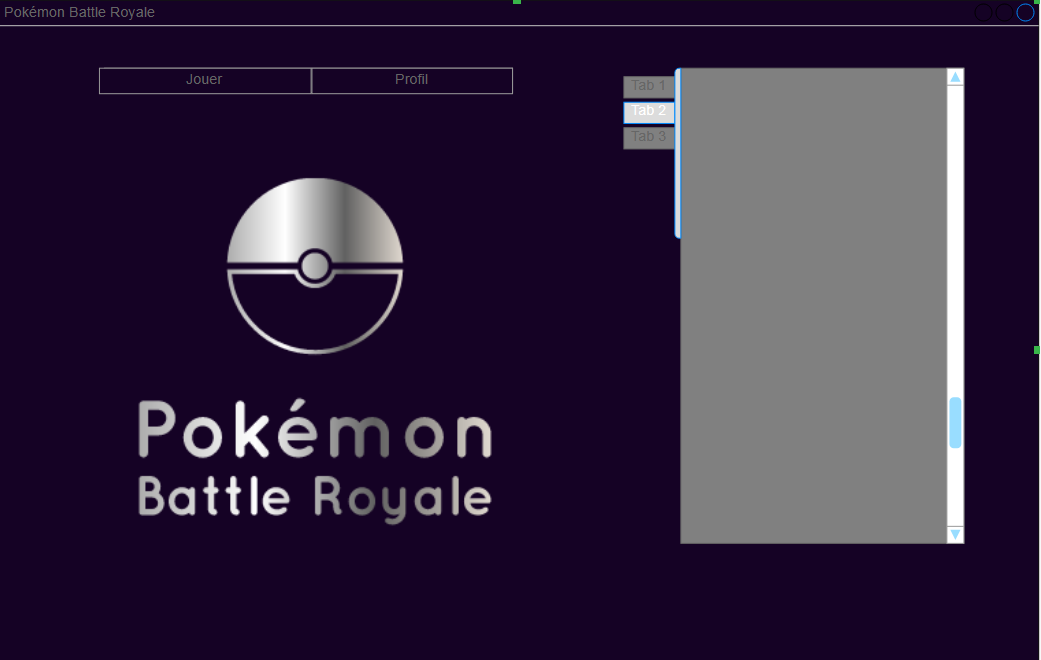 Pokémon Battle Royale
Jouer
Profil
Tab 1
Tab 2
Tab 3
Pokémon
Battle Royale